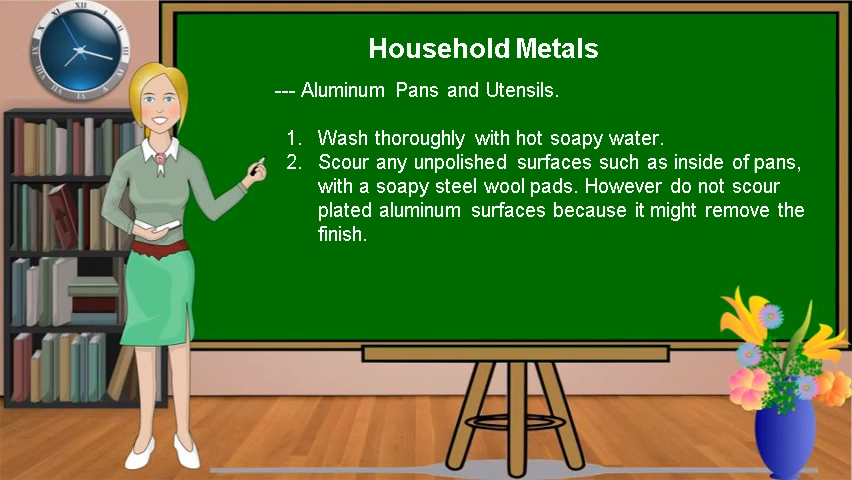 Household Metals
--- Aluminum Pans and Utensils.
1. Wash thoroughly with hot soapy water.
2. Scour any unpolished surfaces such as inside of pans,
with a soapy steel wool pads. However do not scour
plated aluminum surfaces because it might remove the
finish.